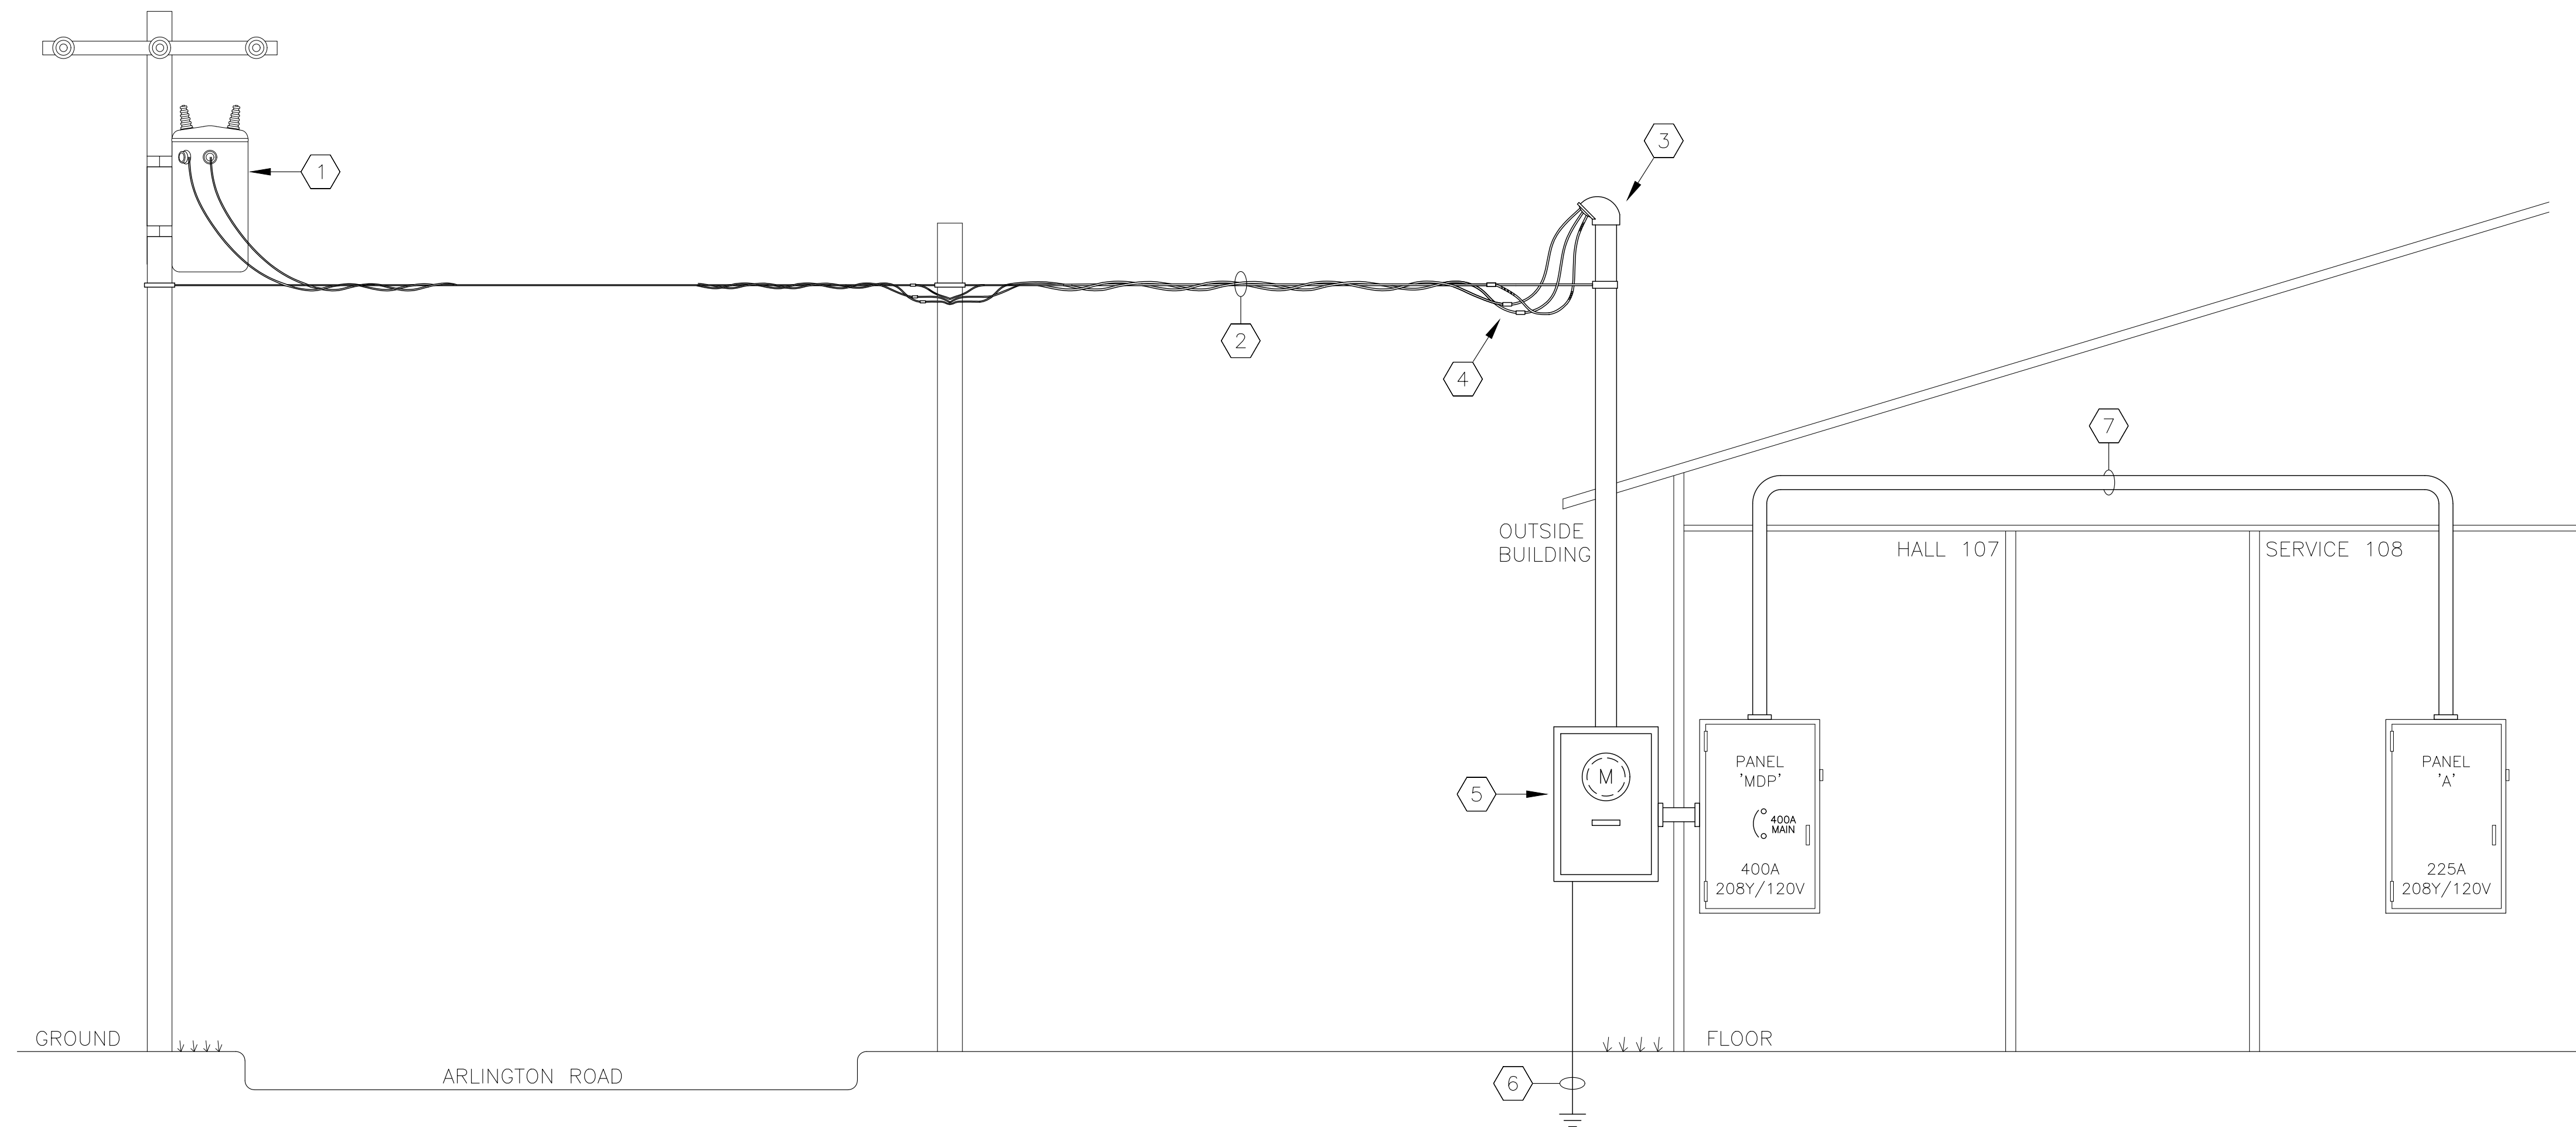 1
3
2
4
7
OUTSIDE
BUILDING
HALL 107
SERVICE 108
5
M
PANEL
'MDP'
400A
MAIN
400A
208Y/120V
PANEL
'A'
225A
208Y/120V
GROUND
FLOOR
ARLINGTON ROAD
6